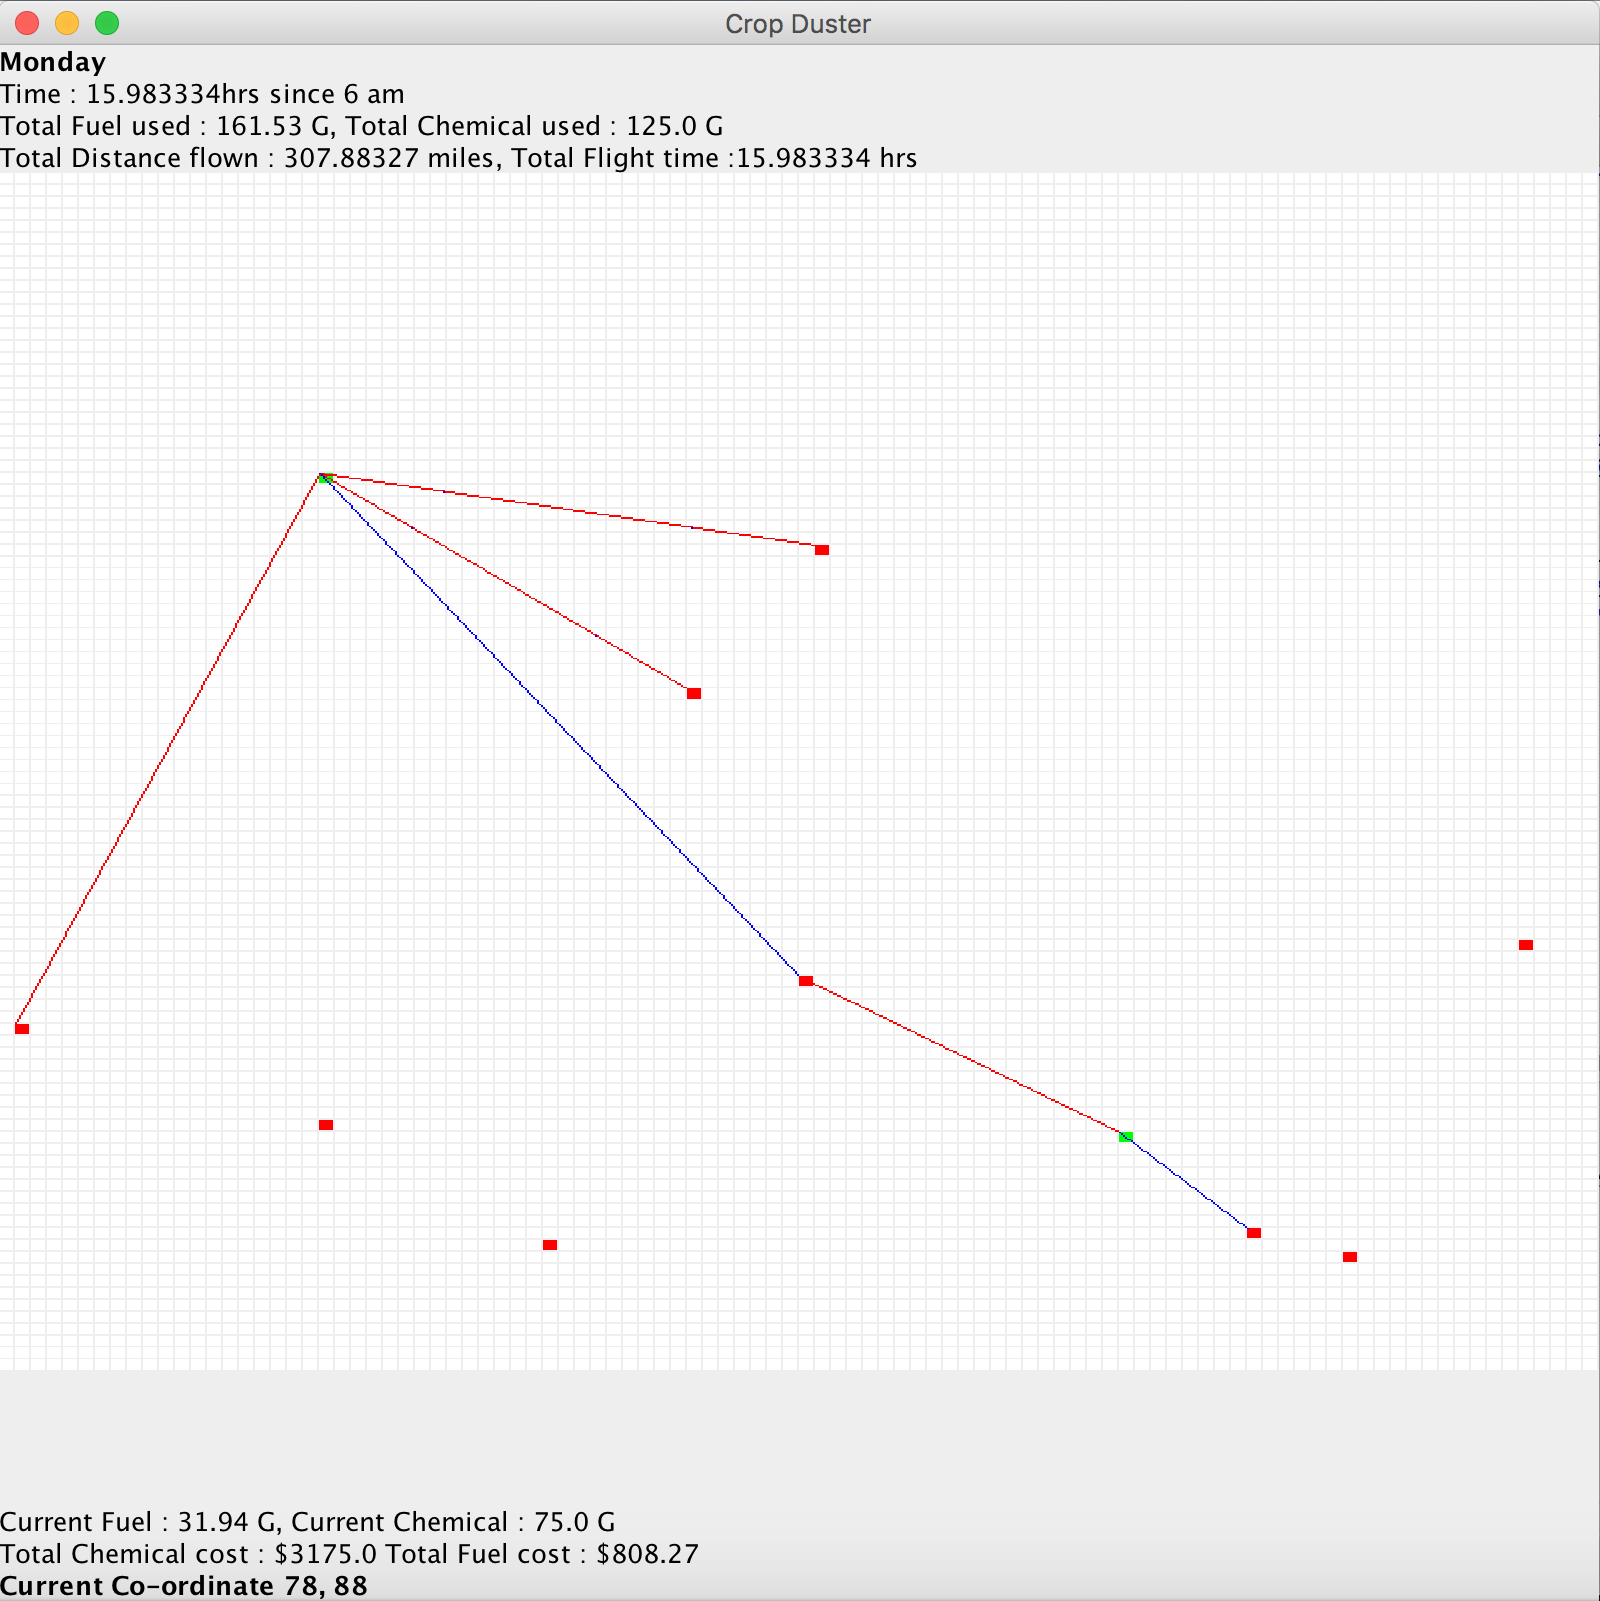 Crop Duster
Monday
Time : 15.983334hrs since 6 am
Total Fuel used : 161.53 G, Total Chemical used : 125.0 G
Total Distance flown : 307.88327 miles, Total Flight time :15.983334 hrs
Current Fuel : 31.94 G, Current Chemical : 75.0 G
Total Chemical cost : $3175.0 Total Fuel cost : $808.27
Current Co-ordinate 78, 88